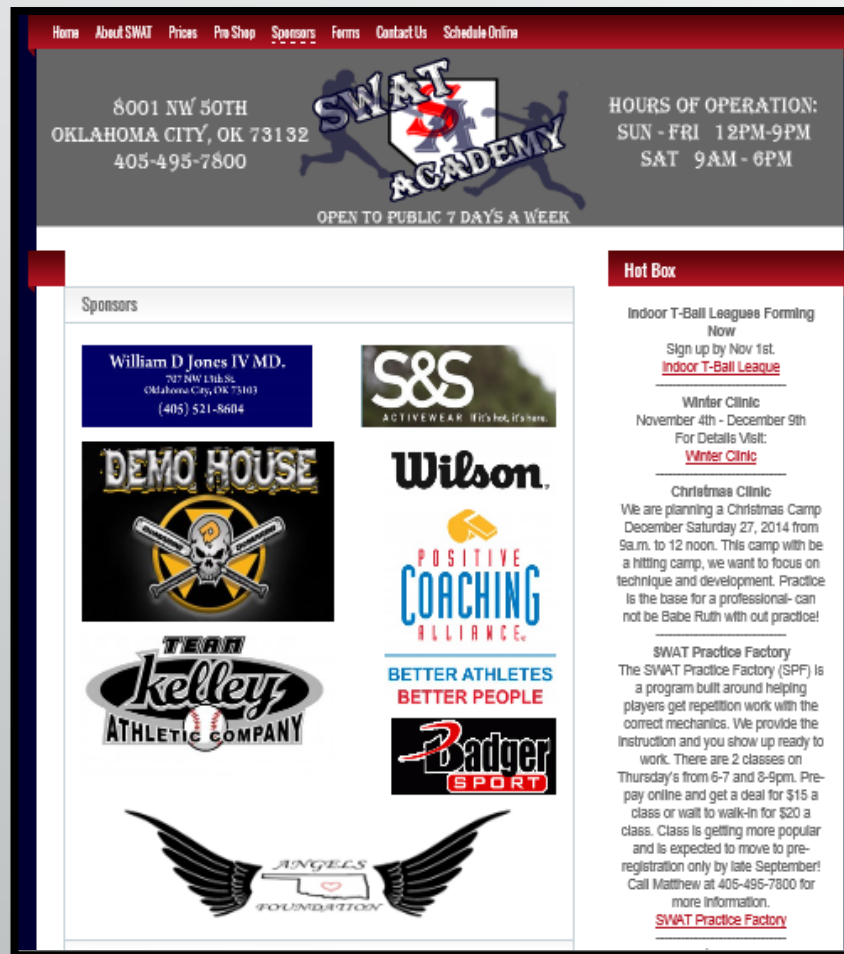 Home About SWAT Prices Pro Shop Sponsors Forms Contact Us Schedule Online
8001 NW 50TH
OKLAHOMA CITY, OK 73132
405-495-7800
SWAT
SA
ACADEMY
OPEN TO PUBLIC 7 DAYS A WEEK
HOURS OF OPERATION:
SUN - FRI 12PM-9PM
SAT 9AM - 6PM
Sponsors
William D Jones IV MD.
707 NW 13th St.
Oklahoma City, OK 73103
(405) 521-8604
S&S
ACTIVEWEAR If it's hot, it's here.
DEMO HOUSE
D
Wilson.
POSITIVE
COACHING
ALLIANCE
BETTER ATHLETES
BETTER PEOPLE
TEAM
kelley
ATHLETIC COMPANY
Badger
SPORT
ANGELS
FOUNDATION
Hot Box
Indoor T-Ball Leagues Forming
Now
Sign up by Nov 1st.
Indoor T-Ball League
Winter Clinic
November 4th - December 9th
For Details Visit:
Winter Clinic
Christmas Clinic
We are planning a Christmas Camp
December Saturday 27, 2014 from
9a.m. to 12 noon. This camp with be
a hitting camp, we want to focus on
technique and development. Practice
is the base for a professional- can
not be Babe Ruth with out practice!
SWAT Practice Factory
The SWAT Practice Factory (SPF) is
a program built around helping
players get repetition work with the
correct mechanics. We provide the
instruction and you show up ready to
work. There are 2 classes on
Thursday's from 6-7 and 8-9pm. Pre-
pay online and get a deal for $15 a
class or wait to walk-in for $20 a
class. Class is getting more popular
and is expected to move to pre-
registration only by late September!
Call Matthew at 405-495-7800 for
more information.
SWAT Practice Factory